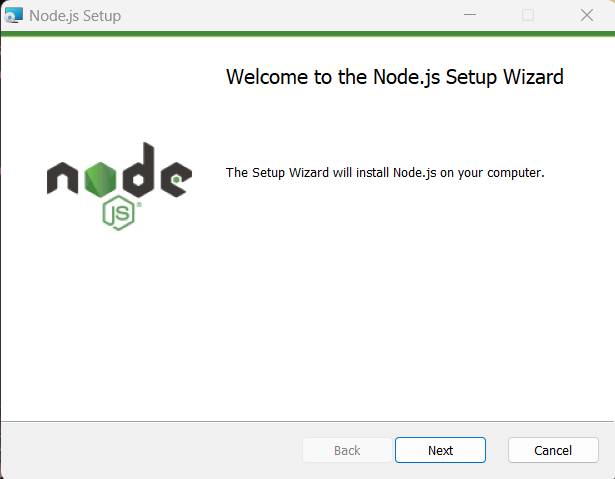 Node.js Setup
Welcome to the Node.js Setup Wizard
node
JS®
The Setup Wizard will install Node.js on your computer.
Back
Next
Cancel